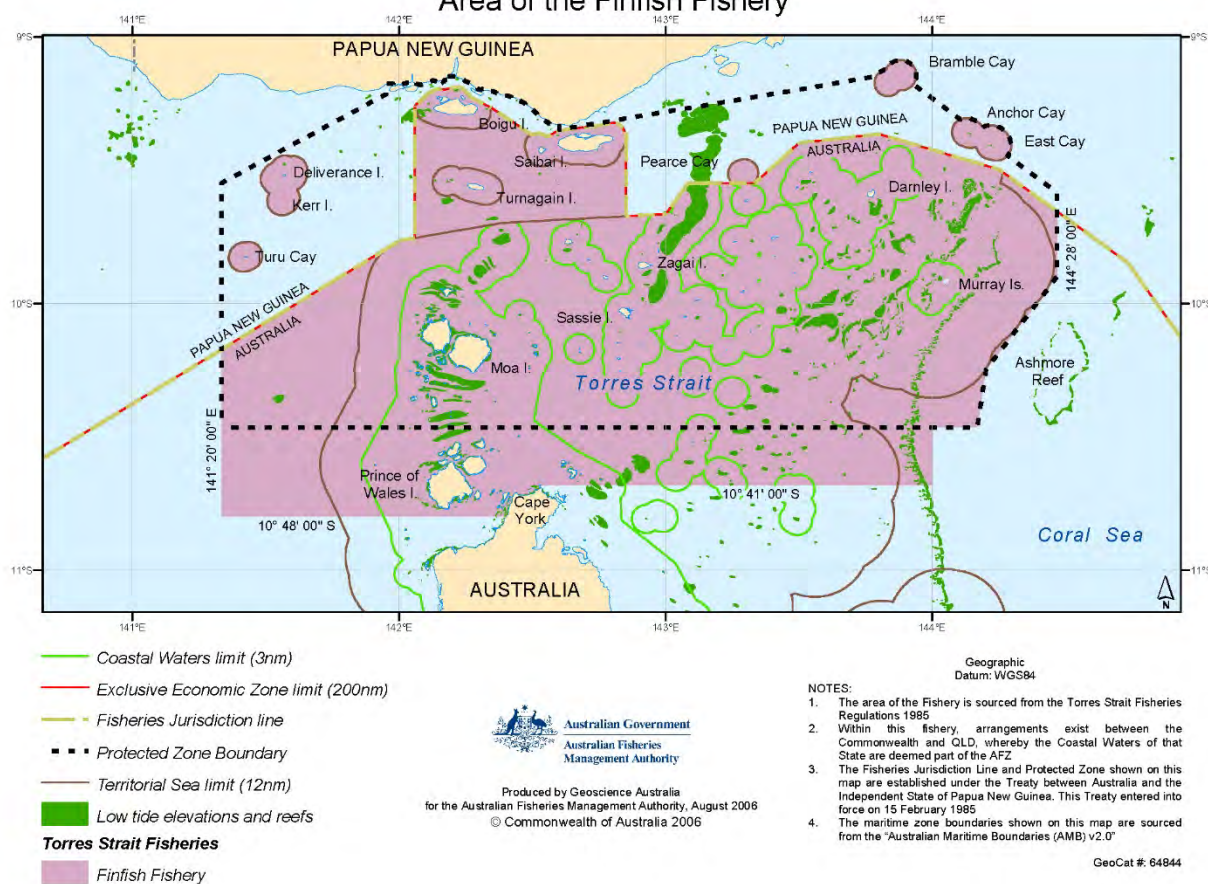 Area of the Finfish Fishery
141°E
142°E
143°E
144°E
9°S
9°S
PAPUA NEW GUINEA
Bramble Cay
Anchor Cay
East Cay
Boigu I.
PAPUA NEW GUINEA
AUSTRALIA
Saibai I.
Pearce Cay
Deliverance I.
Kerr I.
Turnagain I.
Darnley I.
144° 28' 00" E
Turu Cay
Zagai I.
Murray Is.
10°S
10°S
PAPUA NEW GUINEA
AUSTRALIA
Sassie I.
Moa I.
Torres Strait
Ashmore
Reef
141° 20' 00" E
Prince of
Wales I.
Cape
York
10° 41' 00" S
10° 48' 00" S
Coral Sea
11°S
11°S
AUSTRALIA
N
141°E
142°E
143°E
144°E
Coastal Waters limit (3nm)
Exclusive Economic Zone limit (200nm)
Fisheries Jurisdiction line
Protected Zone Boundary
Territorial Sea limit (12nm)
Low tide elevations and reefs
Torres Strait Fisheries
Finfish Fishery
Australian Government
Australian Fisheries
Management Authority
Produced by Geoscience Australia
for the Australian Fisheries Management Authority, August 2006
© Commonwealth of Australia 2006
Geographic
Datum: WGS84
NOTES:
1. The area of the Fishery is sourced from the Torres Strait Fisheries
Regulations 1985
2. Within this fishery, arrangements exist between the
Commonwealth and QLD, whereby the Coastal Waters of that
State are deemed part of the AFZ
3. The Fisheries Jurisdiction Line and Protected Zone shown on this
map are established under the Treaty between Australia and the
Independent State of Papua New Guinea. This Treaty entered into
force on 15 February 1985
4. The maritime zone boundaries shown on this map are sourced
from the "Australian Maritime Boundaries (AMB) v2.0"
GeoCat #: 64844